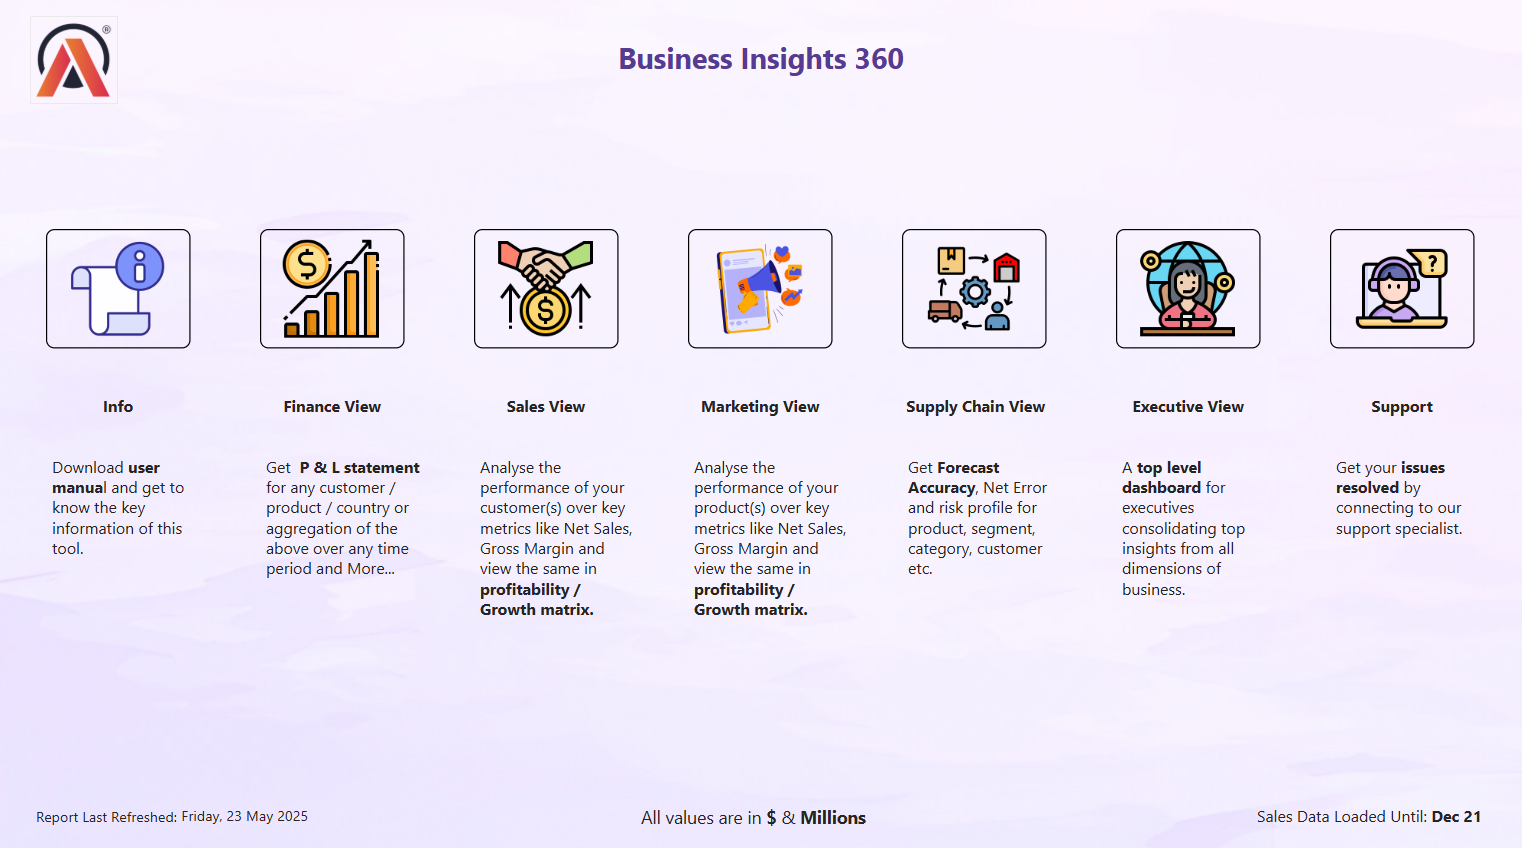 ®
Business Insights 360
Info
Download user
manual and get to
know the key
information of this
tool.
Finance View
Get  P & L statement
for any customer /
product / country or
aggregation of the
above over any time
period and More...
Sales View
Analyse the
performance of your
customer(s) over key
metrics like Net Sales,
Gross Margin and
view the same in
profitability /
Growth matrix.
Marketing View
Analyse the
performance of your
product(s) over key
metrics like Net Sales,
Gross Margin and
view the same in
profitability /
Growth matrix.
Supply Chain View
Get Forecast
Accuracy, Net Error
and risk profile for
product, segment,
category, customer
etc.
Executive View
A top level
dashboard for
executives
consolidating top
insights from all
dimensions of
business.
Support
Get your issues
resolved by
connecting to our
support specialist.
Report Last Refreshed: Friday, 23 May 2025
All values are in $ & Millions
Sales Data Loaded Until: Dec 21